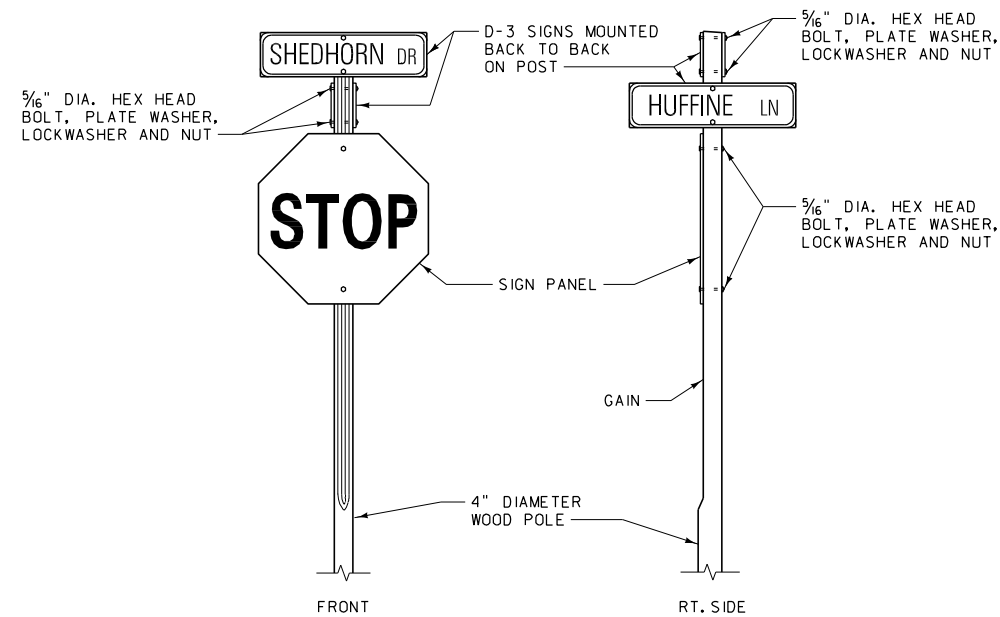 SHEDHORN DR
D-3 SIGNS MOUNTED
BACK TO BACK
ON POST
5/16" DIA. HEX HEAD
BOLT, PLATE WASHER,
LOCKWASHER AND NUT
5/16" DIA. HEX HEAD
BOLT, PLATE WASHER,
LOCKWASHER AND NUT
HUFFINE LN
STOP
5/16" DIA. HEX HEAD
BOLT, PLATE WASHER,
LOCKWASHER AND NUT
SIGN PANEL
GAIN
4" DIAMETER
WOOD POLE
FRONT
RT. SIDE